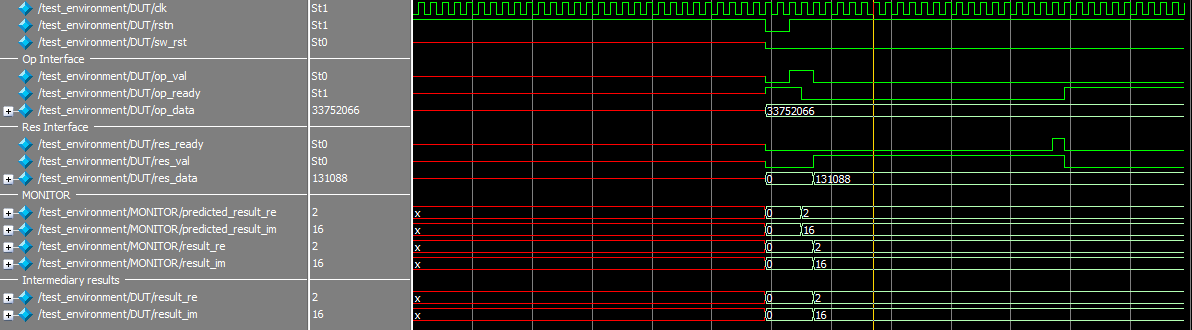 /test_environment/DUT/clk St1
/test_environment/DUT/rstn St1
/test_environment/DUT/sw_rst St0
Op Interface
/test_environment/DUT/op_val St0
/test_environment/DUT/op_ready St1
/test_environment/DUT/op_data 33752066 33752066
Res Interface
/test_environment/DUT/res_ready St0
/test_environment/DUT/res_val St0
/test_environment/DUT/res_data 131088 0 131088
MONITOR
/test_environment/MONITOR/predicted_result_re 2 x 0 2
/test_environment/MONITOR/predicted_result_im 16 x 0 16
/test_environment/MONITOR/result_re 2 x 0 2
/test_environment/MONITOR/result_im 16 x 0 16
Intermediary results
/test_environment/DUT/result_re 2 x 0 2
/test_environment/DUT/result_im 16 x 0 16